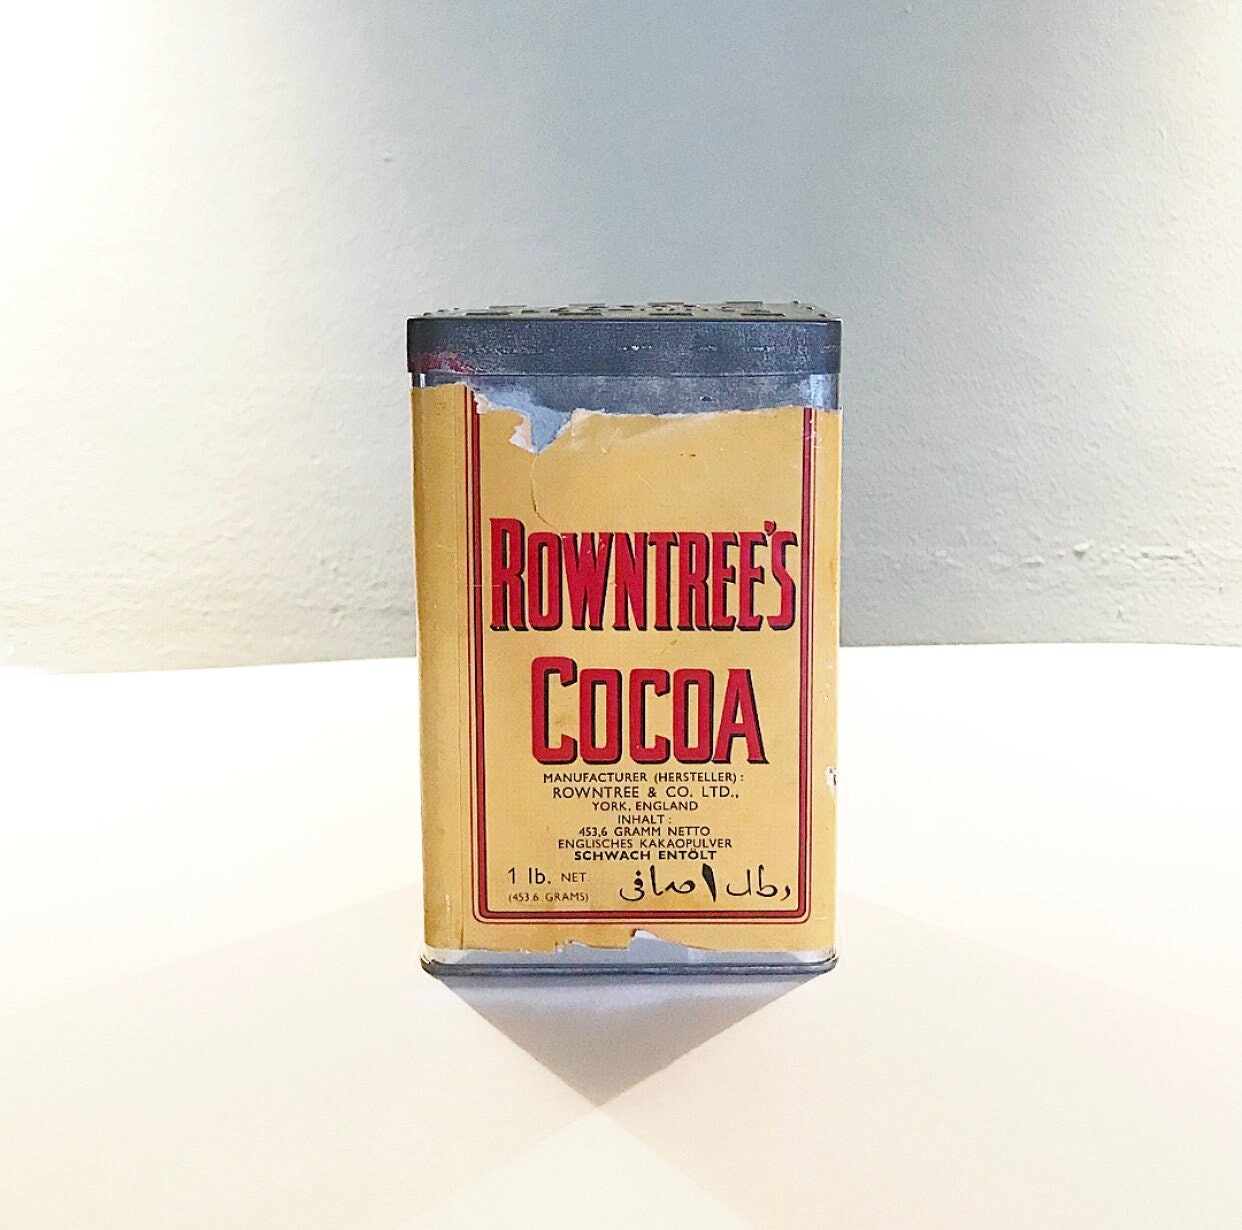 ROWNTREE'S
COCOA
MANUFACTURER (HERSTELLER) :
ROWNTREE & CO. LTD.,
YORK, ENGLAND
INHALT :
453,6 GRAMM NETTO
ENGLISCHES KAKAOPULVER
SCHWACH ENTÖLT
1 lb. NET. رطل ١ صافى
(453.6 GRAMS)